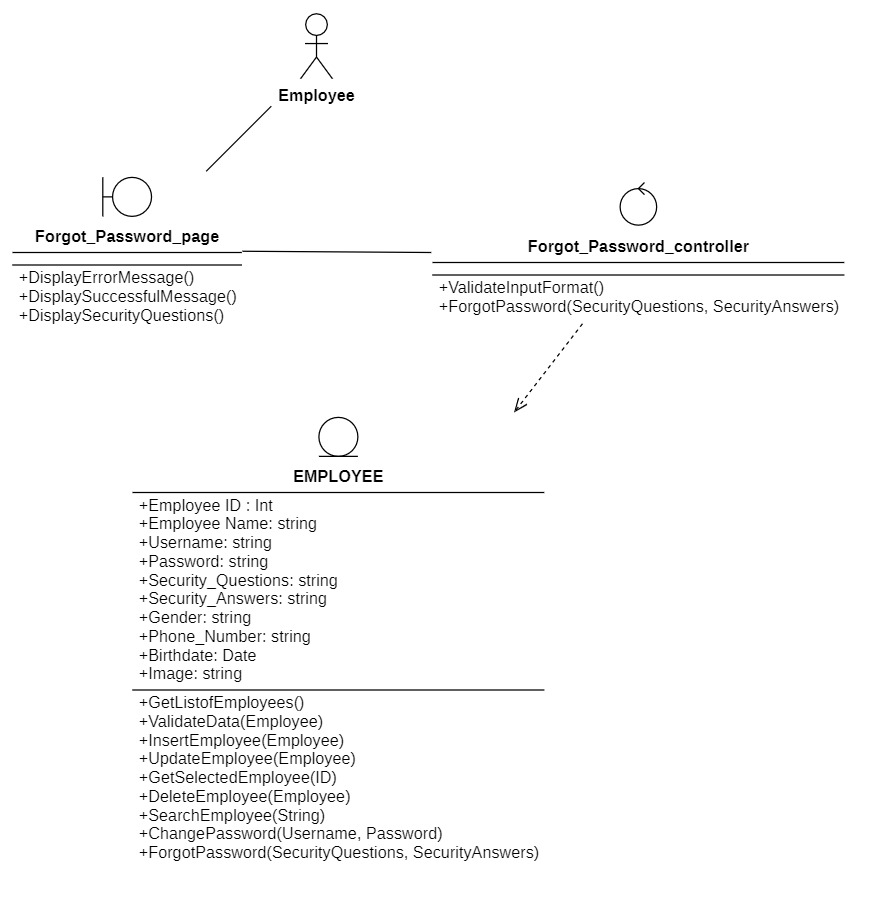 Employee
Forgot_Password_page
+DisplayErrorMessage()
+DisplaySuccessfulMessage()
+DisplaySecurityQuestions()
Forgot_Password_controller
+ValidateInputFormat()
+ForgotPassword(SecurityQuestions, SecurityAnswers)
EMPLOYEE
+Employee ID : Int
+Employee Name: string
+Username: string
+Password: string
+Security_Questions: string
+Security_Answers: string
+Gender: string
+Phone_Number: string
+Birthdate: Date
+Image: string
+GetListofEmployees()
+ValidateData(Employee)
+InsertEmployee(Employee)
+UpdateEmployee(Employee)
+GetSelectedEmployee(ID)
+DeleteEmployee(Employee)
+SearchEmployee(String)
+ChangePassword(Username, Password)
+ForgotPassword(SecurityQuestions, SecurityAnswers)